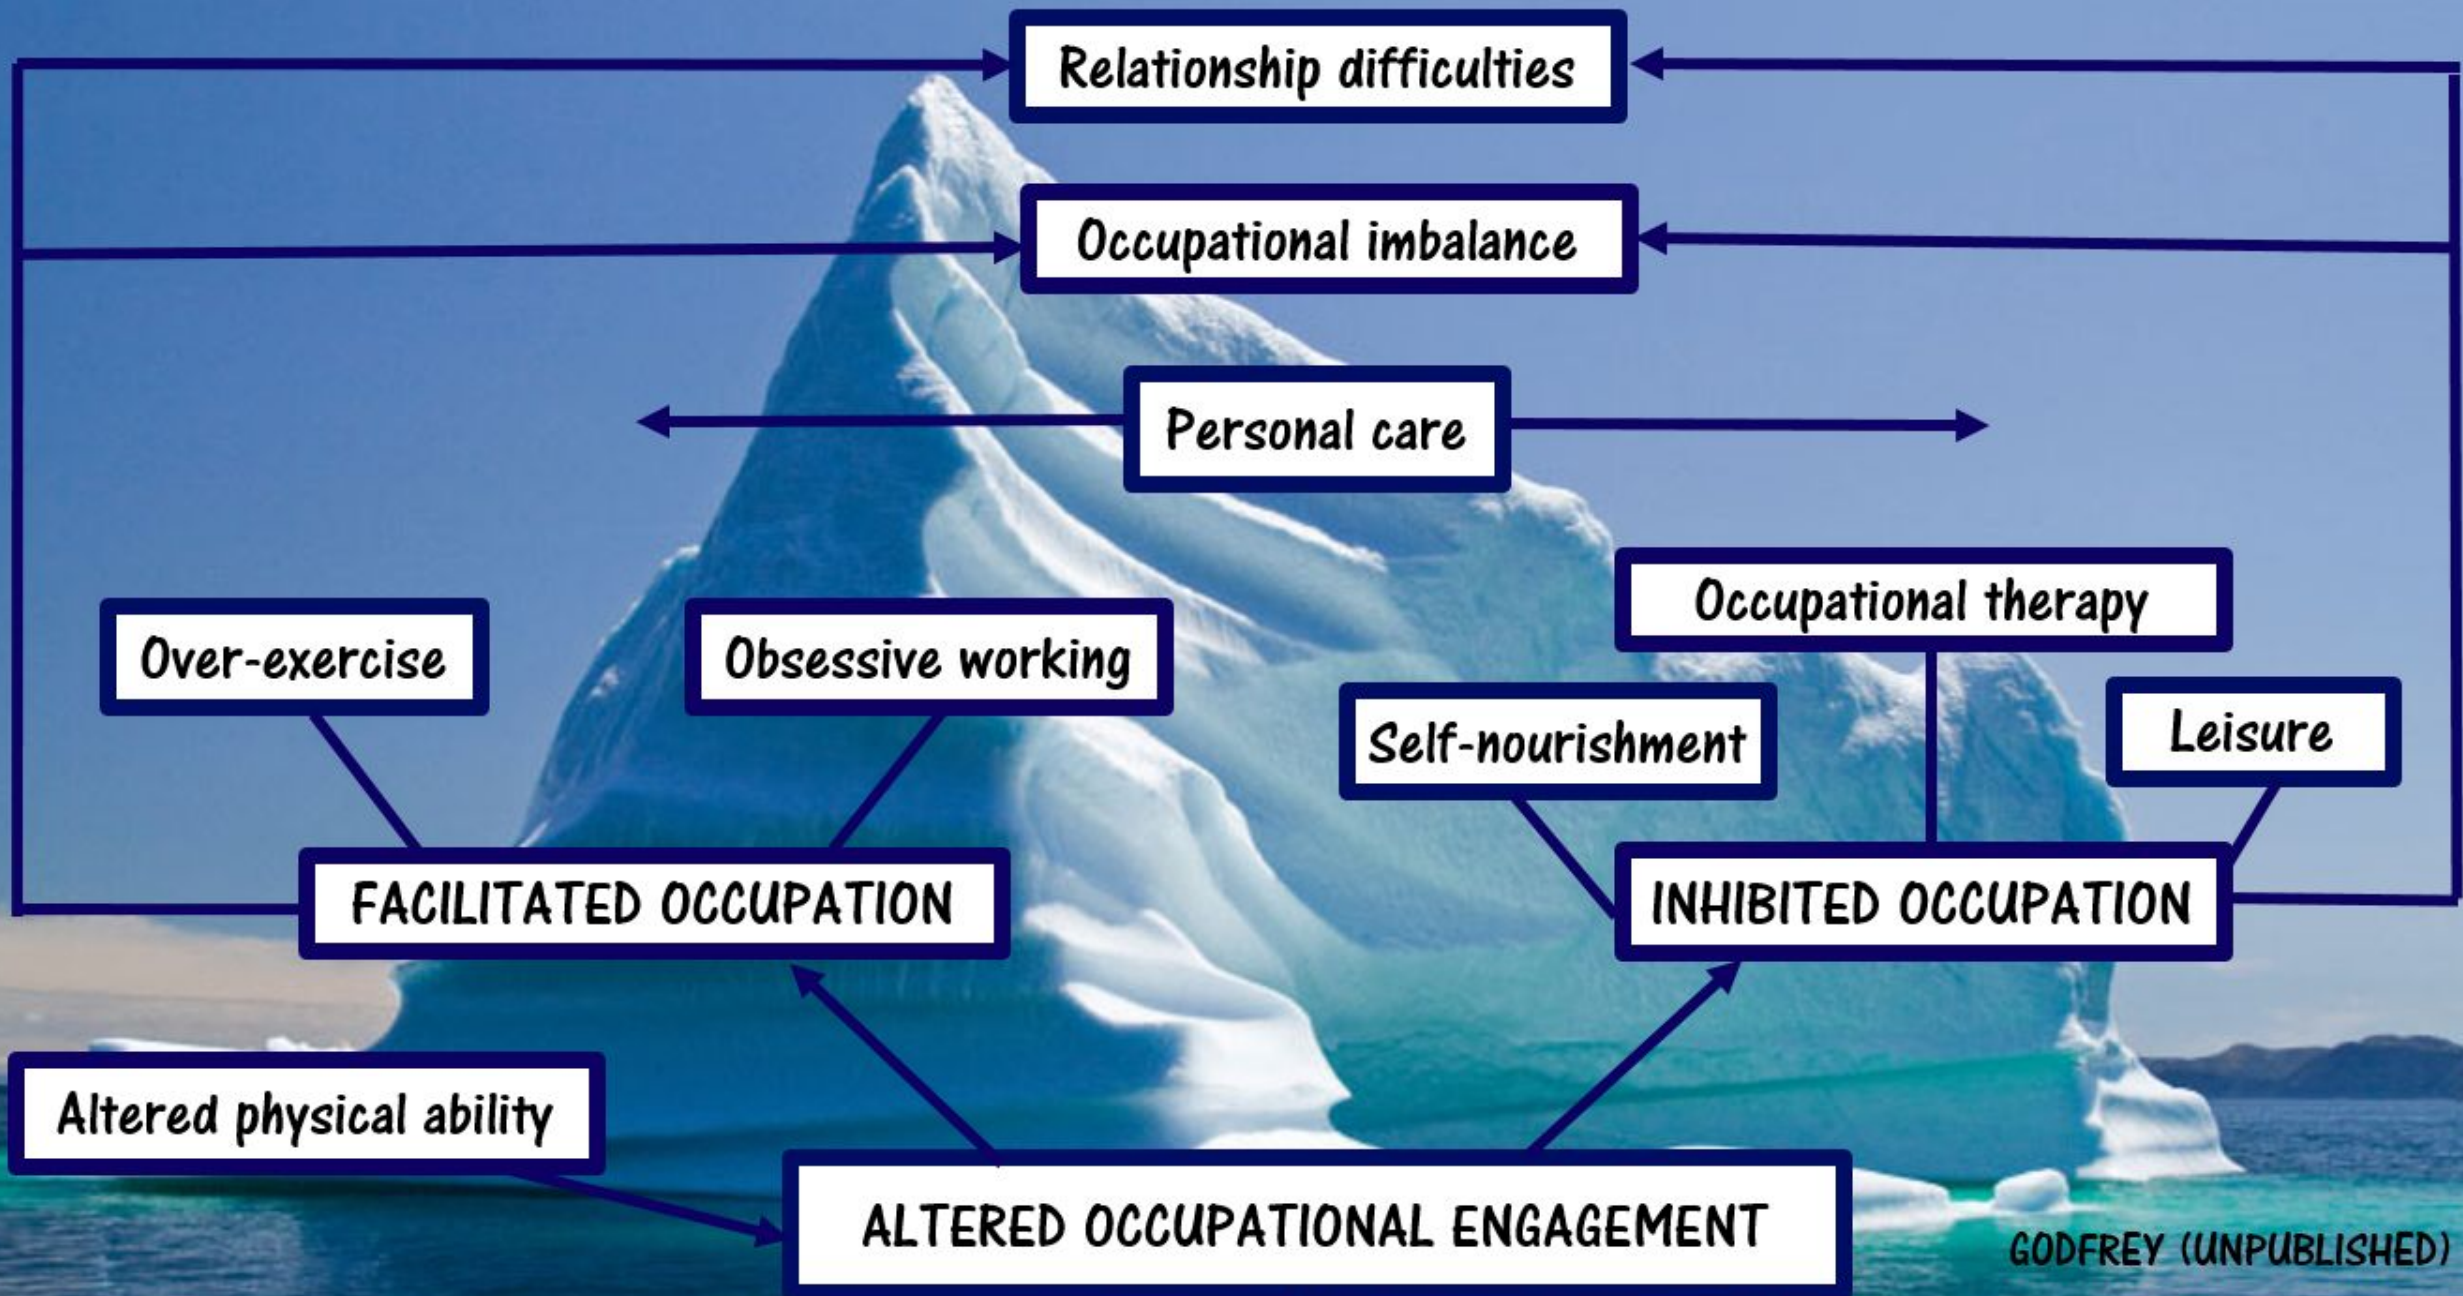 Relationship difficulties
Occupational imbalance
Personal care
Occupational therapy
Over-exercise
Obsessive working
Self-nourishment
Leisure
FACILITATED OCCUPATION
INHIBITED OCCUPATION
Altered physical ability
ALTERED OCCUPATIONAL ENGAGEMENT
GODFREY (UNPUBLISHED)